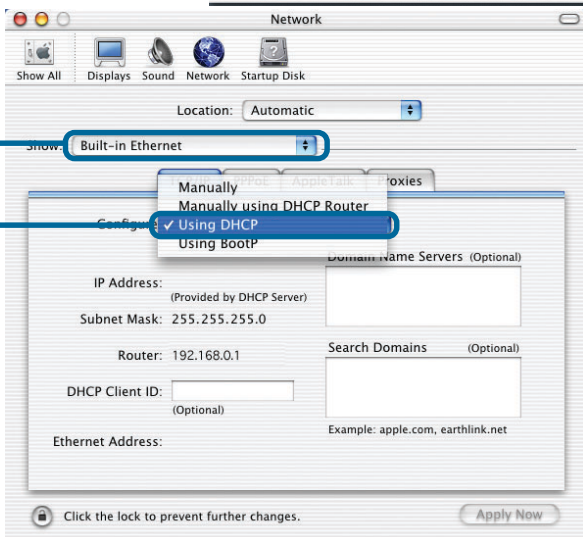 Network
Show All Displays Sound Network Startup Disk
Location: Automatic
Show: Built-in Ethernet
TCP/IP PPPoE AppleTalk Proxies
Manually
Manually using DHCP Router
Configure ✓ Using DHCP
Using BootP
Domain Name Servers (Optional)
IP Address:
(Provided by DHCP Server)
Subnet Mask: 255.255.255.0
Router: 192.168.0.1
Search Domains (Optional)
DHCP Client ID:
(Optional)
Example: apple.com, earthlink.net
Ethernet Address:
Click the lock to prevent further changes.
Apply Now